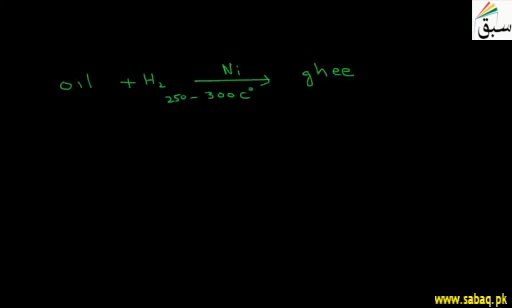 سبق
Ni
oil + H₂ → ghee
250 - 300 C°
www.sabaq.pk